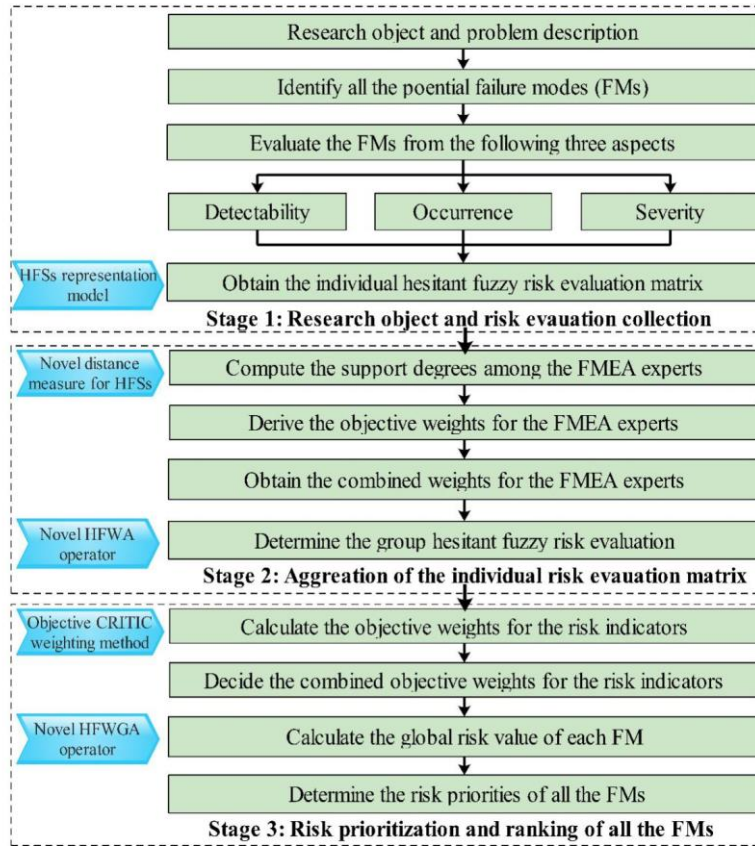 Research object and problem description
Identify all the potential failure modes (FMs)
Evaluate the FMs from the following three aspects
Detectability
Occurrence
Severity
HFSs representation
model
Obtain the individual hesitant fuzzy risk evaluation matrix
Stage 1: Research object and risk evauation collection
Novel distance
measure for HFSs
Compute the support degrees among the FMEA experts
Derive the objective weights for the FMEA experts
Obtain the combined weights for the FMEA experts
Novel HFWA
operator
Determine the group hesitant fuzzy risk evaluation
Stage 2: Aggreation of the individual risk evauation matrix
Objective CRITIC
weighting method
Calculate the objective weights for the risk indicators
Decide the combined objective weights for the risk indicators
Novel HFWGA
operator
Calculate the global risk value of each FM
Determine the risk priorities of all the FMs
Stage 3: Risk prioritization and ranking of all the FMs